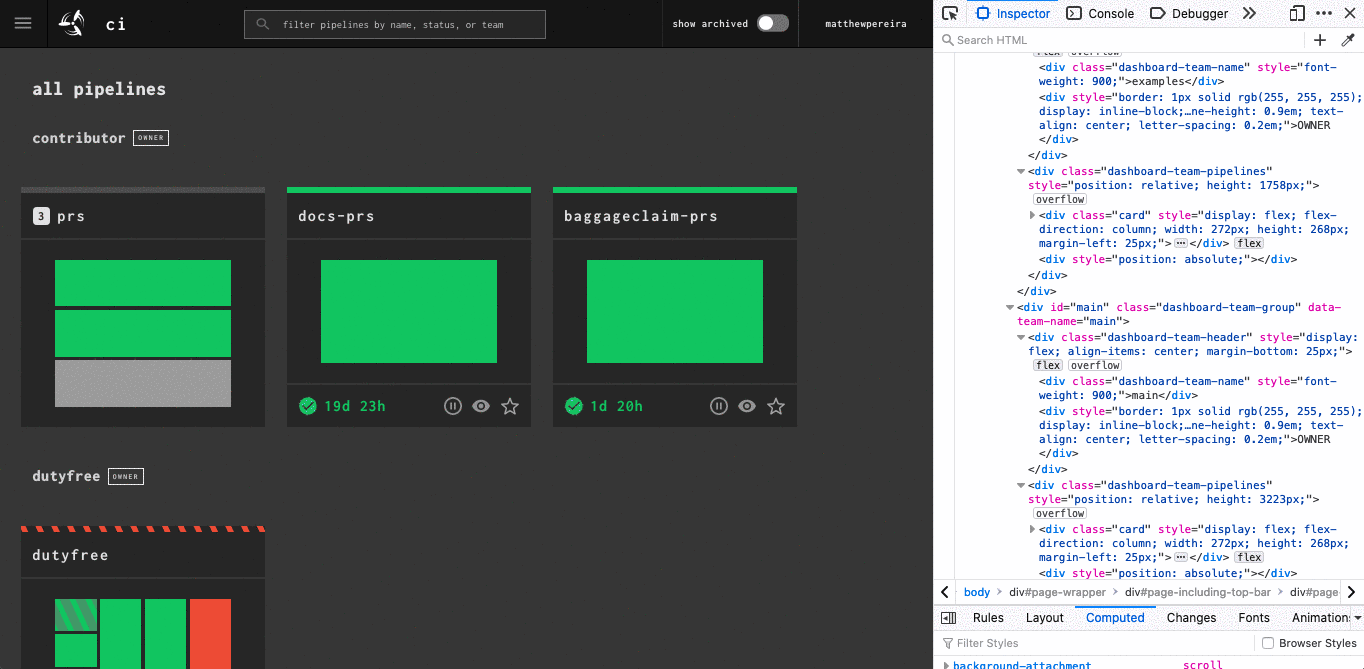 ci
filter pipelines by name, status, or team
show archived
matthewpereira
all pipelines
contributor OWNER
3 prs
docs-prs
baggageclaim-prs
19d 23h
1d 20h
dutyfree OWNER
dutyfree
Inspector
Console
Debugger
Search HTML
flex overflow
<div class="dashboard-team-name" style="font-
weight: 900;">examples</div>
<div style="border: 1px solid rgb(255, 255, 255);
display: inline-block;…ne-height: 0.9em; text-
align: center; letter-spacing: 0.2em;">OWNER
</div>
</div>
<div class="dashboard-team-pipelines"
style="position: relative; height: 1758px;">
overflow
<div class="card" style="display: flex; flex-
direction: column; width: 272px; height: 268px;
margin-left: 25px;">…</div> flex
<div style="position: absolute;"></div>
</div>
</div>
<div id="main" class="dashboard-team-group" data-
team-name="main">
<div class="dashboard-team-header" style="display:
flex; align-items: center; margin-bottom: 25px;">
flex overflow
<div class="dashboard-team-name" style="font-
weight: 900;">main</div>
<div style="border: 1px solid rgb(255, 255, 255);
display: inline-block;…ne-height: 0.9em; text-
align: center; letter-spacing: 0.2em;">OWNER
</div>
</div>
<div class="dashboard-team-pipelines"
style="position: relative; height: 3223px;">
overflow
<div class="card" style="display: flex; flex-
direction: column; width: 272px; height: 268px;
margin-left: 25px;">…</div> flex
<div style="position: absolute;"></div>
body
div#page-wrapper
div#page-including-top-bar
div#page-
Rules
Layout
Computed
Changes
Fonts
Animations
Filter Styles
Browser Styles
background-attachment
scroll